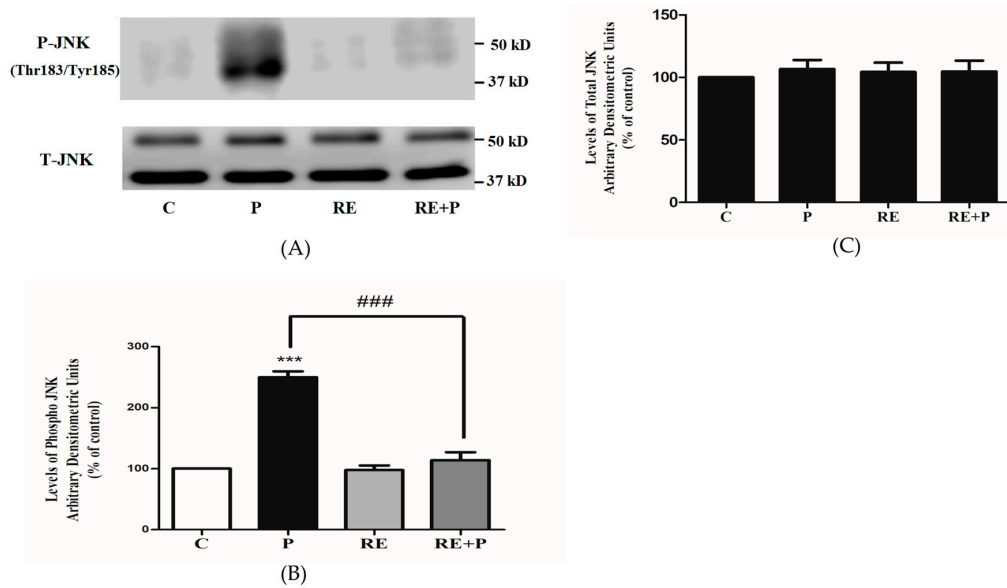 P-JNK
(Thr183/Tyr185)
50 kD
37 kD
T-JNK
50 kD
37 kD
C P RE RE+P
(A)
Levels of Total JNK
Arbitrary Densitometric Units
(% of control)
150
100
50
0
C P RE RE+P
(C)
###
Levels of Phospho JNK
Arbitrary Densitometric Units
(% of control)
300
200
100
0
***
C P RE RE+P
(B)